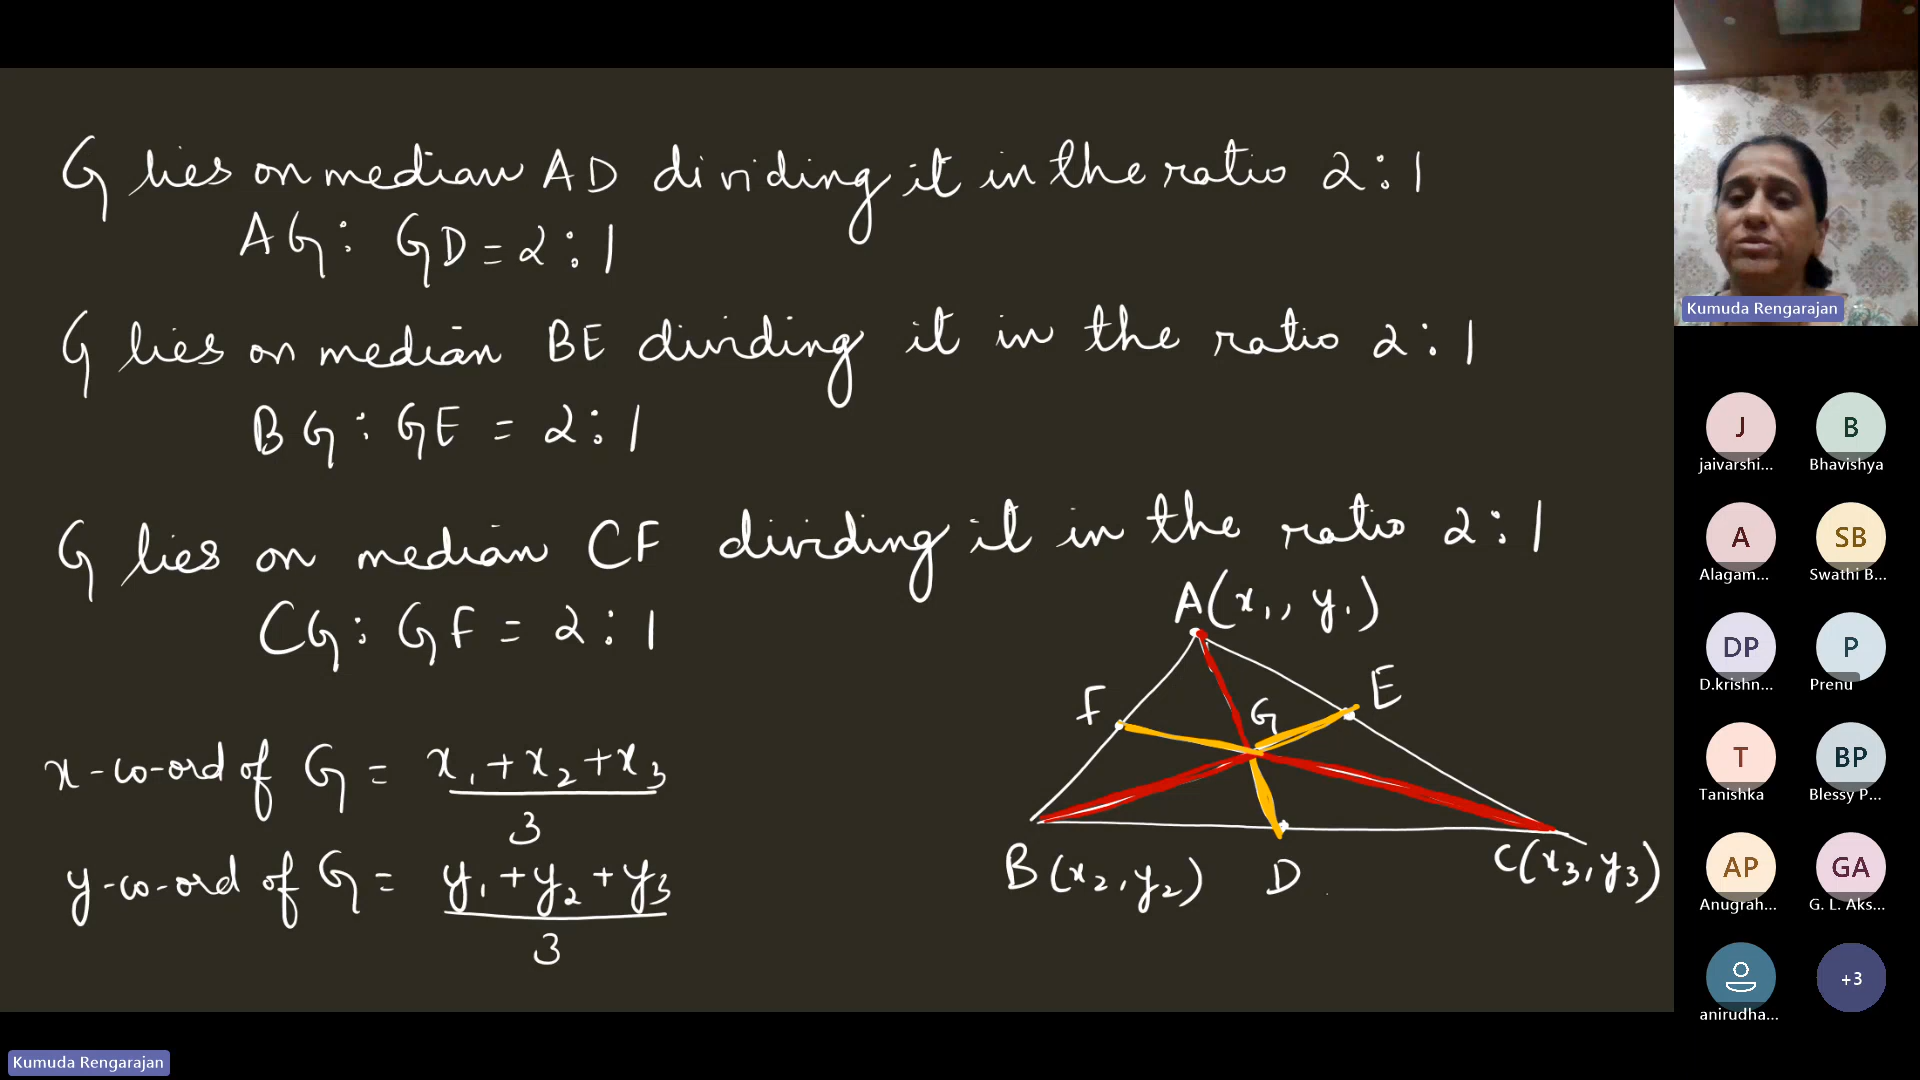 G lies on median AD dividing it in the ratio 2:1
AG : GD = 2:1
G lies on median BE dividing it in the ratio 2:1
BG : GE = 2:1
G lies on median CF dividing it in the ratio 2:1
CG : GF = 2:1
A(x₁, y₁)
F
G
E
B(x₂, y₂)
D
C(x₃, y₃)
x-co-ord of G = x₁+x₂+x₃
3
y-co-ord of G = y₁+y₂+y₃
3
Kumuda Rengarajan
J
jaivarshi...
B
Bhavishya
A
Alagam...
SB
Swathi B...
DP
D.krishn...
P
Prenu
T
Tanishka
BP
Blessy P...
AP
Anugrah...
GA
G. L. Aks...
anirudha...
+3
Kumuda Rengarajan